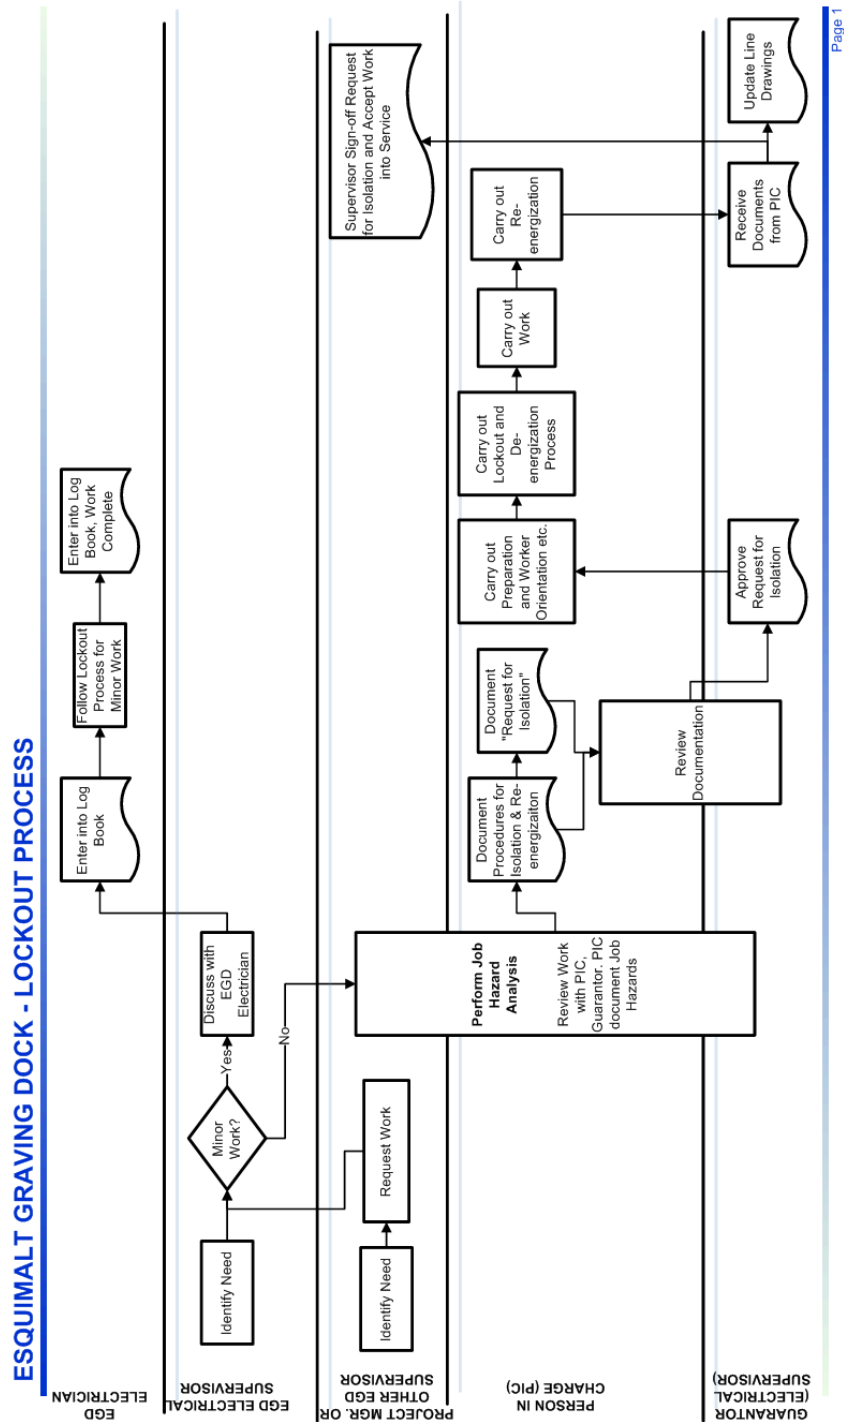 ESQUIMALT GRAVING DOCK - LOCKOUT PROCESS
EGD
ELECTRICIAN
Enter into Log
Book
Follow Lockout
Process for
Minor Work
Enter into Log
Book, Work
Complete
EGD ELECTRICAL
SUPERVISOR
Identify Need
Minor
Work?
Yes
No
Discuss with
EGD
Electrician
PROJECT MGR. OR
OTHER EGD
SUPERVISOR
Identify Need
Request Work
Supervisor Sign-off Request
for Isolation and Accept Work
into Service
PERSON IN
CHARGE (PIC)
Perform Job
Hazard
Analysis
Review Work
with PIC,
Guarantor. PIC
document Job
Hazards
Document
Procedures for
Isolation & Re-
energizaiton
Document
"Request for
Isolation"
Review
Documentation
Carry out
Preparation
and Worker
Orientation etc.
Carry out
Lockout and
De-
energization
Process
Carry out
Work
Carry out
Re-
energization
GUARANTOR
(ELECTRICAL
SUPERVISOR)
Approve
Request for
Isolation
Receive
Documents
from PIC
Update Line
Drawings
Page 1